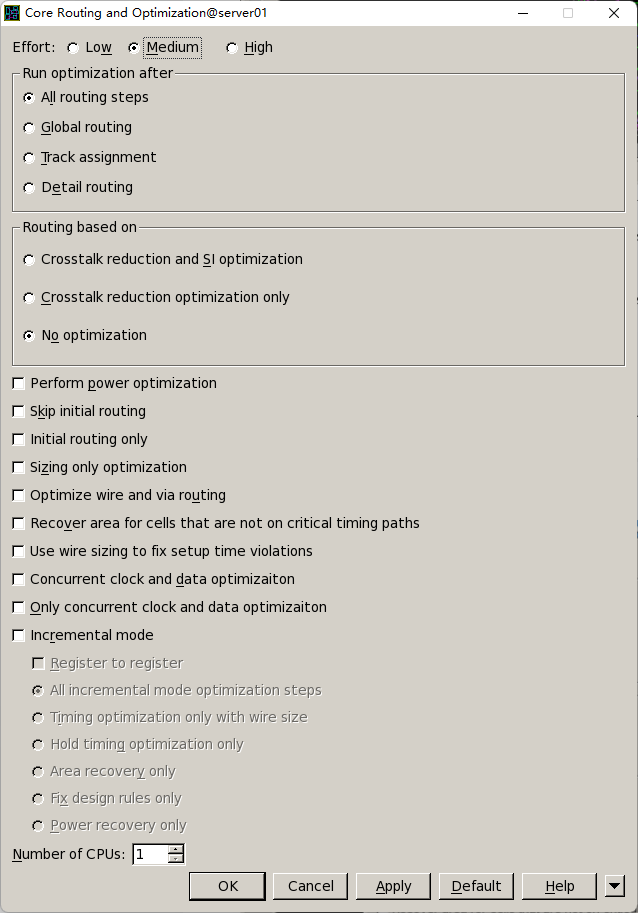 Core Routing and Optimization@server01
Effort: Low Medium High
Run optimization after
All routing steps
Global routing
Track assignment
Detail routing
Routing based on
Crosstalk reduction and SI optimization
Crosstalk reduction optimization only
No optimization
Perform power optimization
Skip initial routing
Initial routing only
Sizing only optimization
Optimize wire and via routing
Recover area for cells that are not on critical timing paths
Use wire sizing to fix setup time violations
Concurrent clock and data optimizaiton
Only concurrent clock and data optimizaiton
Incremental mode
Register to register
All incremental mode optimization steps
Timing optimization only with wire size
Hold timing optimization only
Area recovery only
Fix design rules only
Power recovery only
Number of CPUs: 1
OK Cancel Apply Default Help